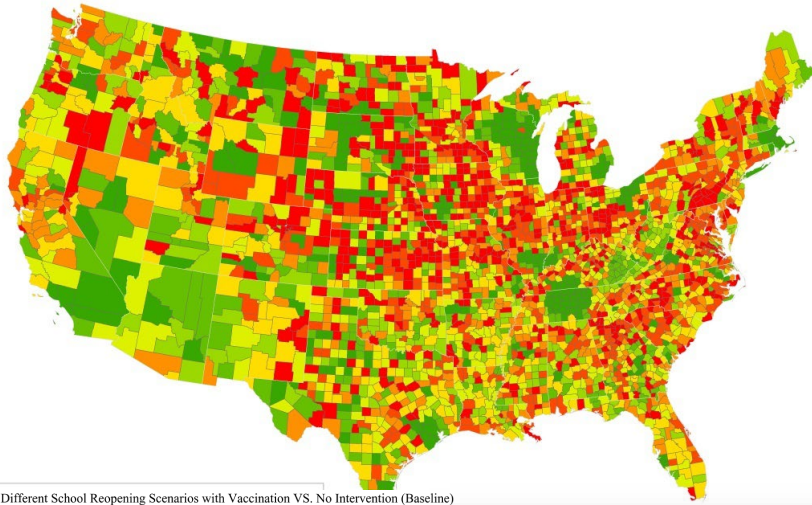 Different School Reopening Scenarios with Vaccination VS. No Intervention (Baseline)